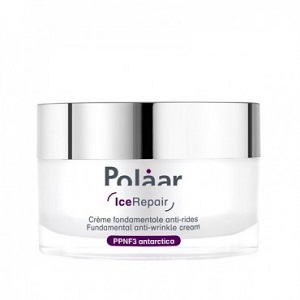 Polåar
IceRepair
Crème fondamentale anti-rides
Fundamental anti-wrinkle cream
PPNF3 antarctica